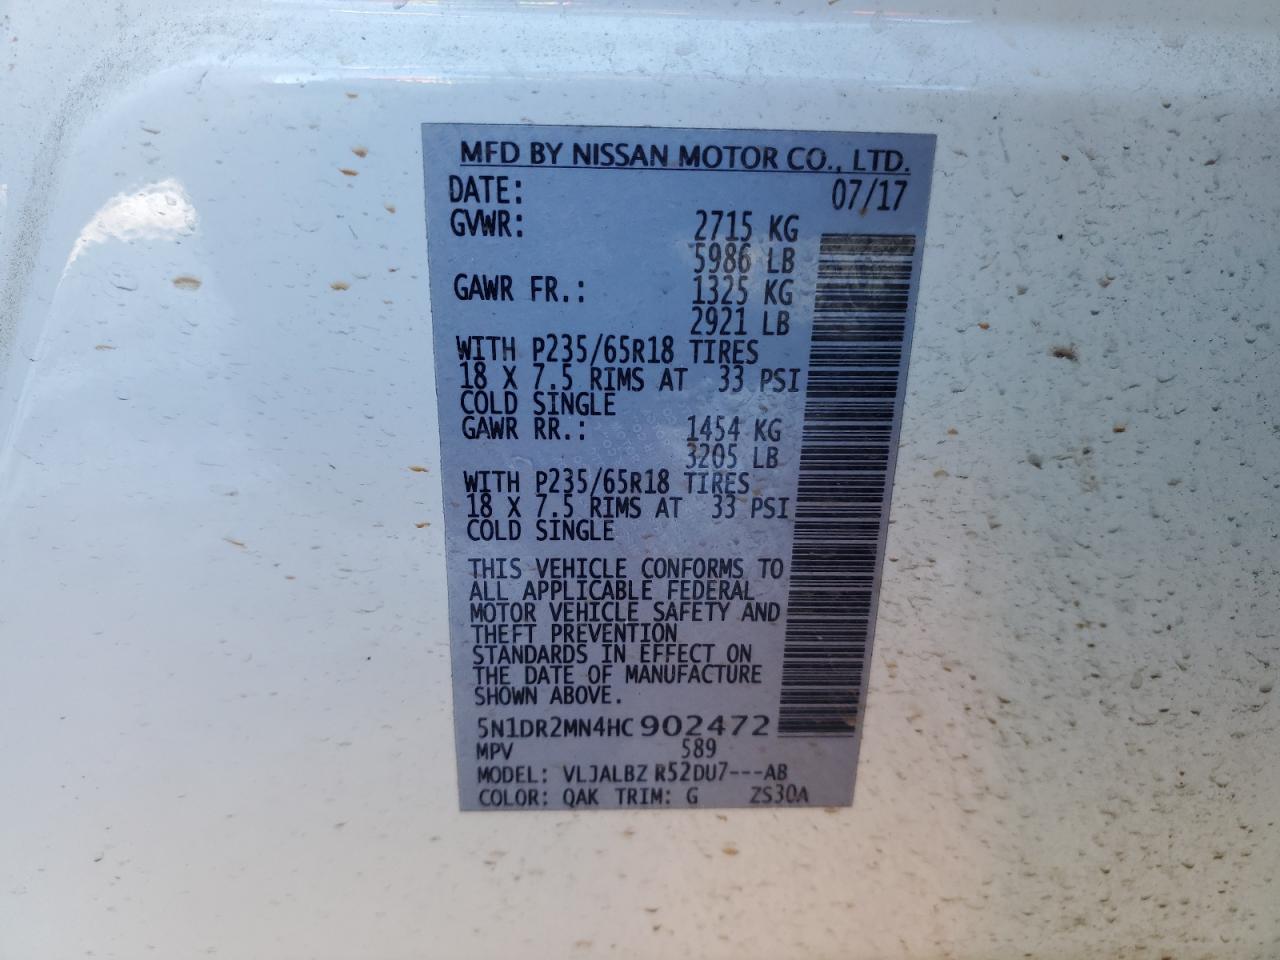 MFD BY NISSAN MOTOR CO., LTD.
DATE: 07/17
GVWR: 2715 KG
5986 LB
GAWR FR.: 1325 KG
2921 LB
WITH P235/65R18 TIRES
18 X 7.5 RIMS AT 33 PSI
COLD SINGLE
GAWR RR.: 1454 KG
3205 LB
WITH P235/65R18 TIRES
18 X 7.5 RIMS AT 33 PSI
COLD SINGLE
THIS VEHICLE CONFORMS TO
ALL APPLICABLE FEDERAL
MOTOR VEHICLE SAFETY AND
THEFT PREVENTION
STANDARDS IN EFFECT ON
THE DATE OF MANUFACTURE
SHOWN ABOVE.
5N1DR2MN4HC902472
MPV 589
MODEL: VLJALBZ R52DU7---AB
COLOR: QAK TRIM: G ZS30A